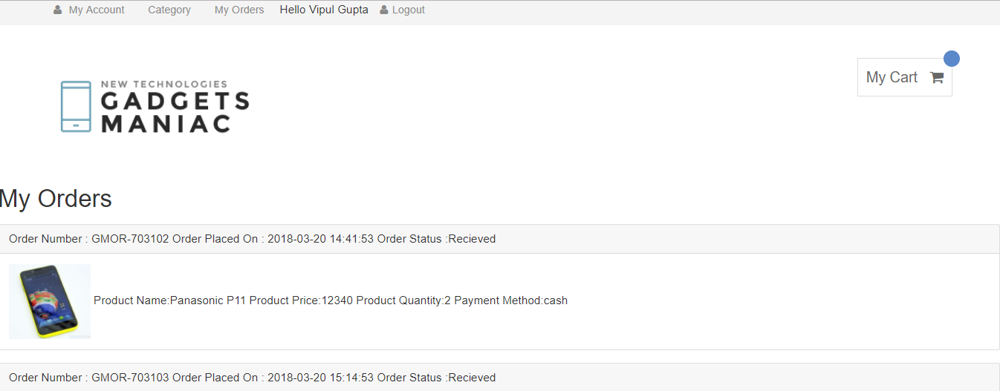 My Account Category My Orders Hello Vipul Gupta Logout
My Cart
NEW TECHNOLOGIES
GADGETS
MANIAC
My Orders
Order Number : GMOR-703102 Order Placed On : 2018-03-20 14:41:53 Order Status :Recieved
Product Name:Panasonic P11 Product Price:12340 Product Quantity:2 Payment Method:cash
Order Number : GMOR-703103 Order Placed On : 2018-03-20 15:14:53 Order Status :Recieved